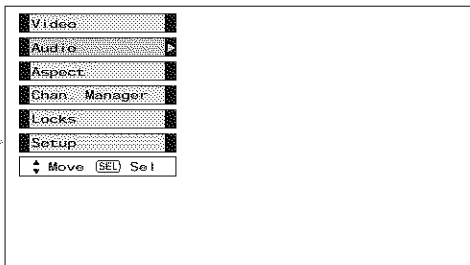 Video
Audio
Aspect
Chan Manager
Locks
Setup
Move SEL Sel